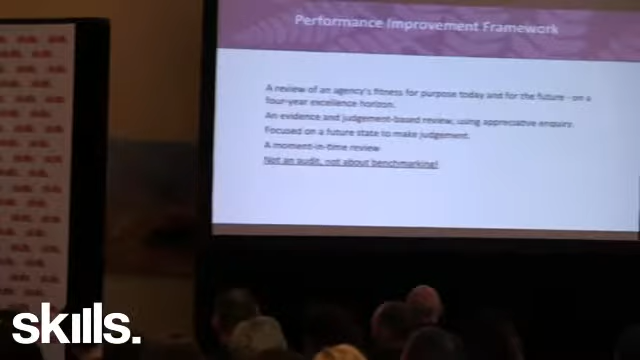 Performance Improvement Framework
A review of an agency's fitness for purpose today and for the future - on a
four-year excellence horizon.
An evidence and judgement-based review, using appreciative enquiry.
Focused on a future state to make judgement.
A moment-in-time review
Not an audit, not about benchmarking!
skills.